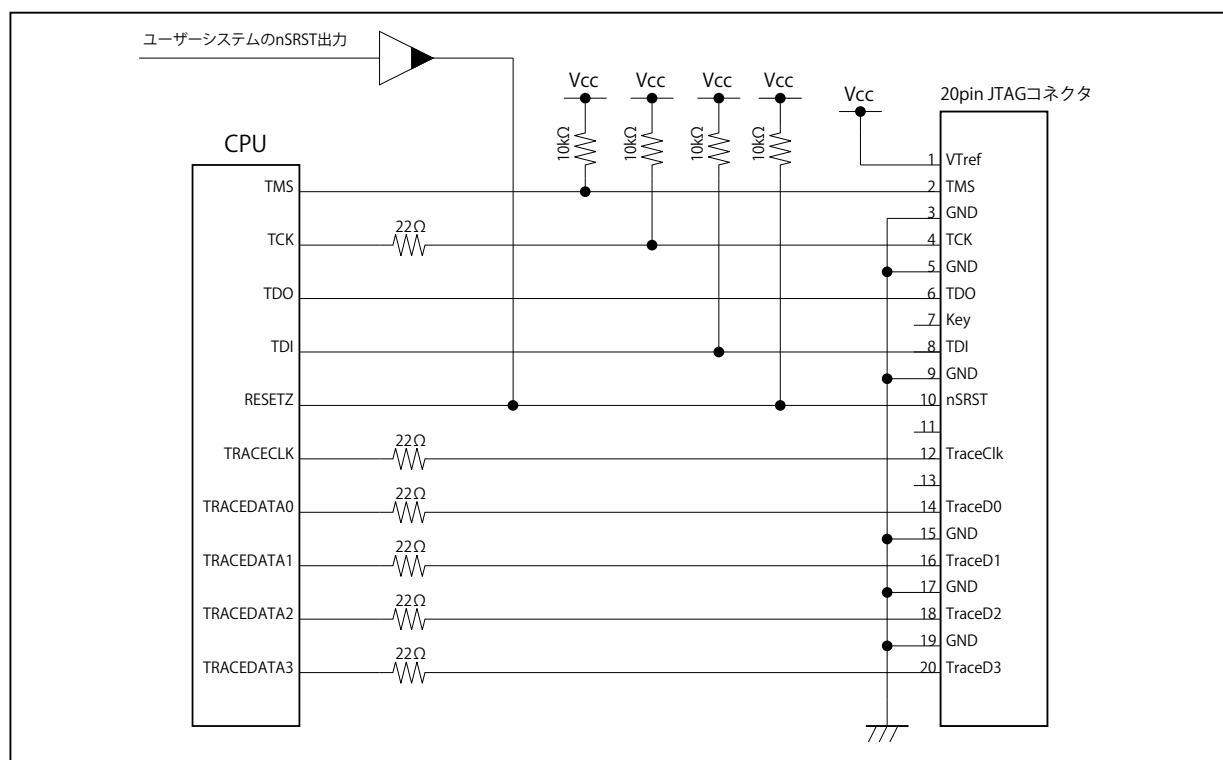 ユーザーシステムのnSRST出力
Vcc
Vcc
Vcc
Vcc
Vcc
20pin JTAGコネクタ
10kΩ
10kΩ
10kΩ
10kΩ
CPU
1 VTref
TMS
2 TMS
3 GND
TCK
22Ω
4 TCK
5 GND
TDO
6 TDO
7 Key
TDI
8 TDI
9 GND
RESETZ
10 nSRST
11
TRACECLK
22Ω
12 TraceClk
13
TRACEDATA0
22Ω
14 TraceD0
15 GND
TRACEDATA1
22Ω
16 TraceD1
17 GND
TRACEDATA2
22Ω
18 TraceD2
19 GND
TRACEDATA3
22Ω
20 TraceD3